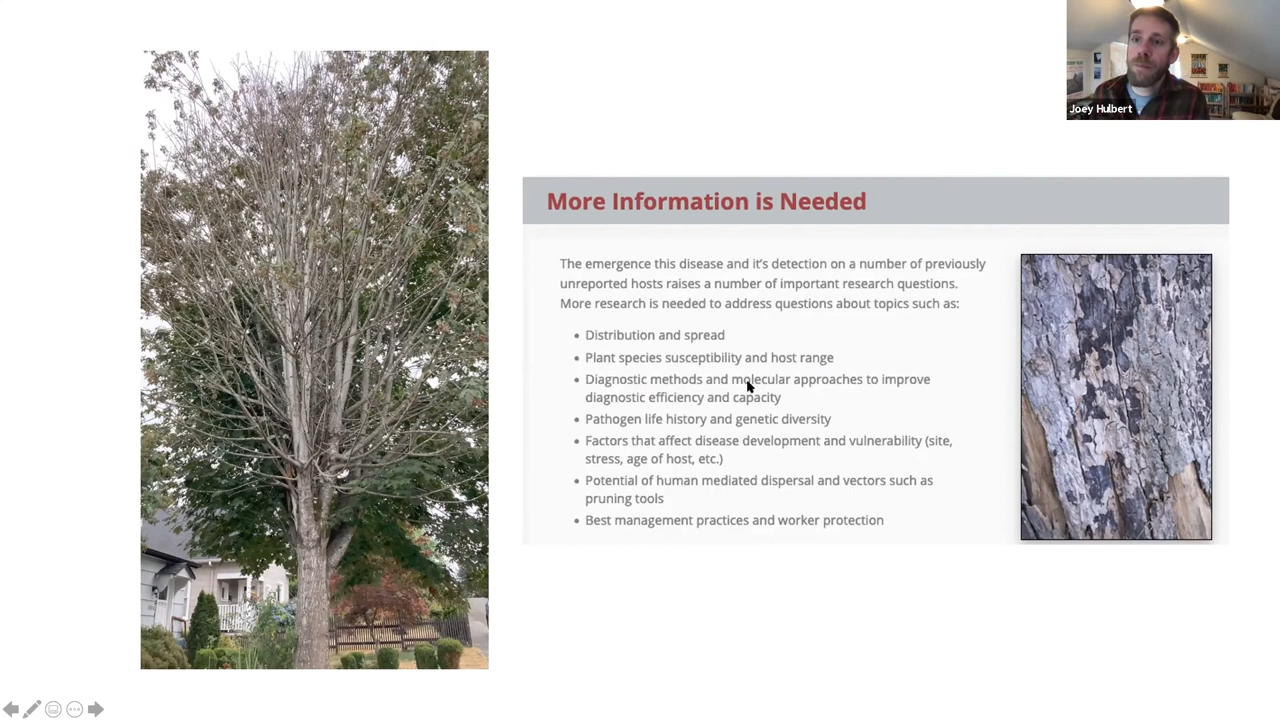 Joey Hulbert
More Information is Needed
The emergence this disease and it's detection on a number of previously
unreported hosts raises a number of important research questions.
More research is needed to address questions about topics such as:
• Distribution and spread
• Plant species susceptibility and host range
• Diagnostic methods and molecular approaches to improve
diagnostic efficiency and capacity
• Pathogen life history and genetic diversity
• Factors that affect disease development and vulnerability (site,
stress, age of host, etc.)
• Potential of human mediated dispersal and vectors such as
pruning tools
• Best management practices and worker protection